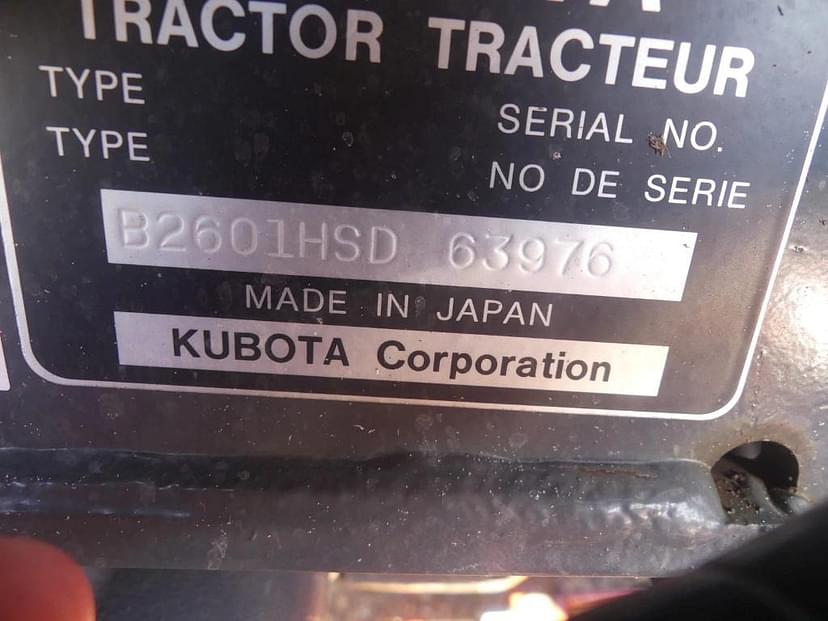 TRACTOR TRACTEUR
TYPE
TYPE
SERIAL NO.
NO DE SERIE
B2601HSD 63976
MADE IN JAPAN
KUBOTA Corporation